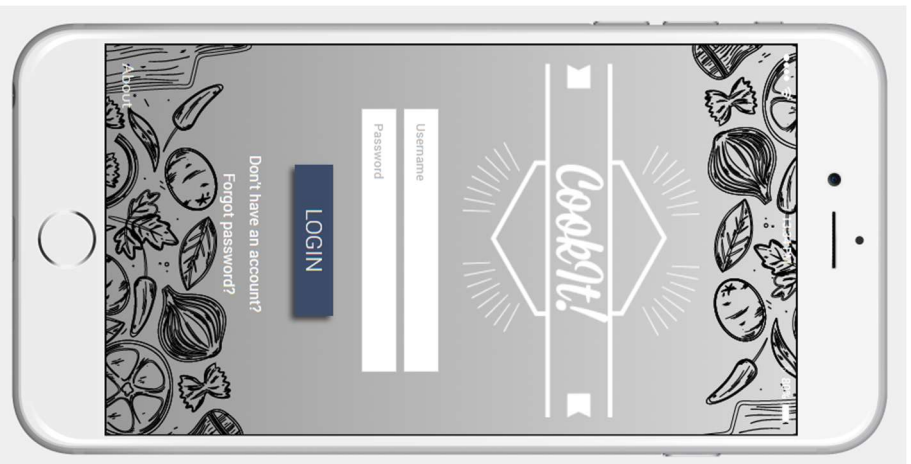 CookIt!
Username
Password
LOGIN
Don't have an account?
Forgot password?
About